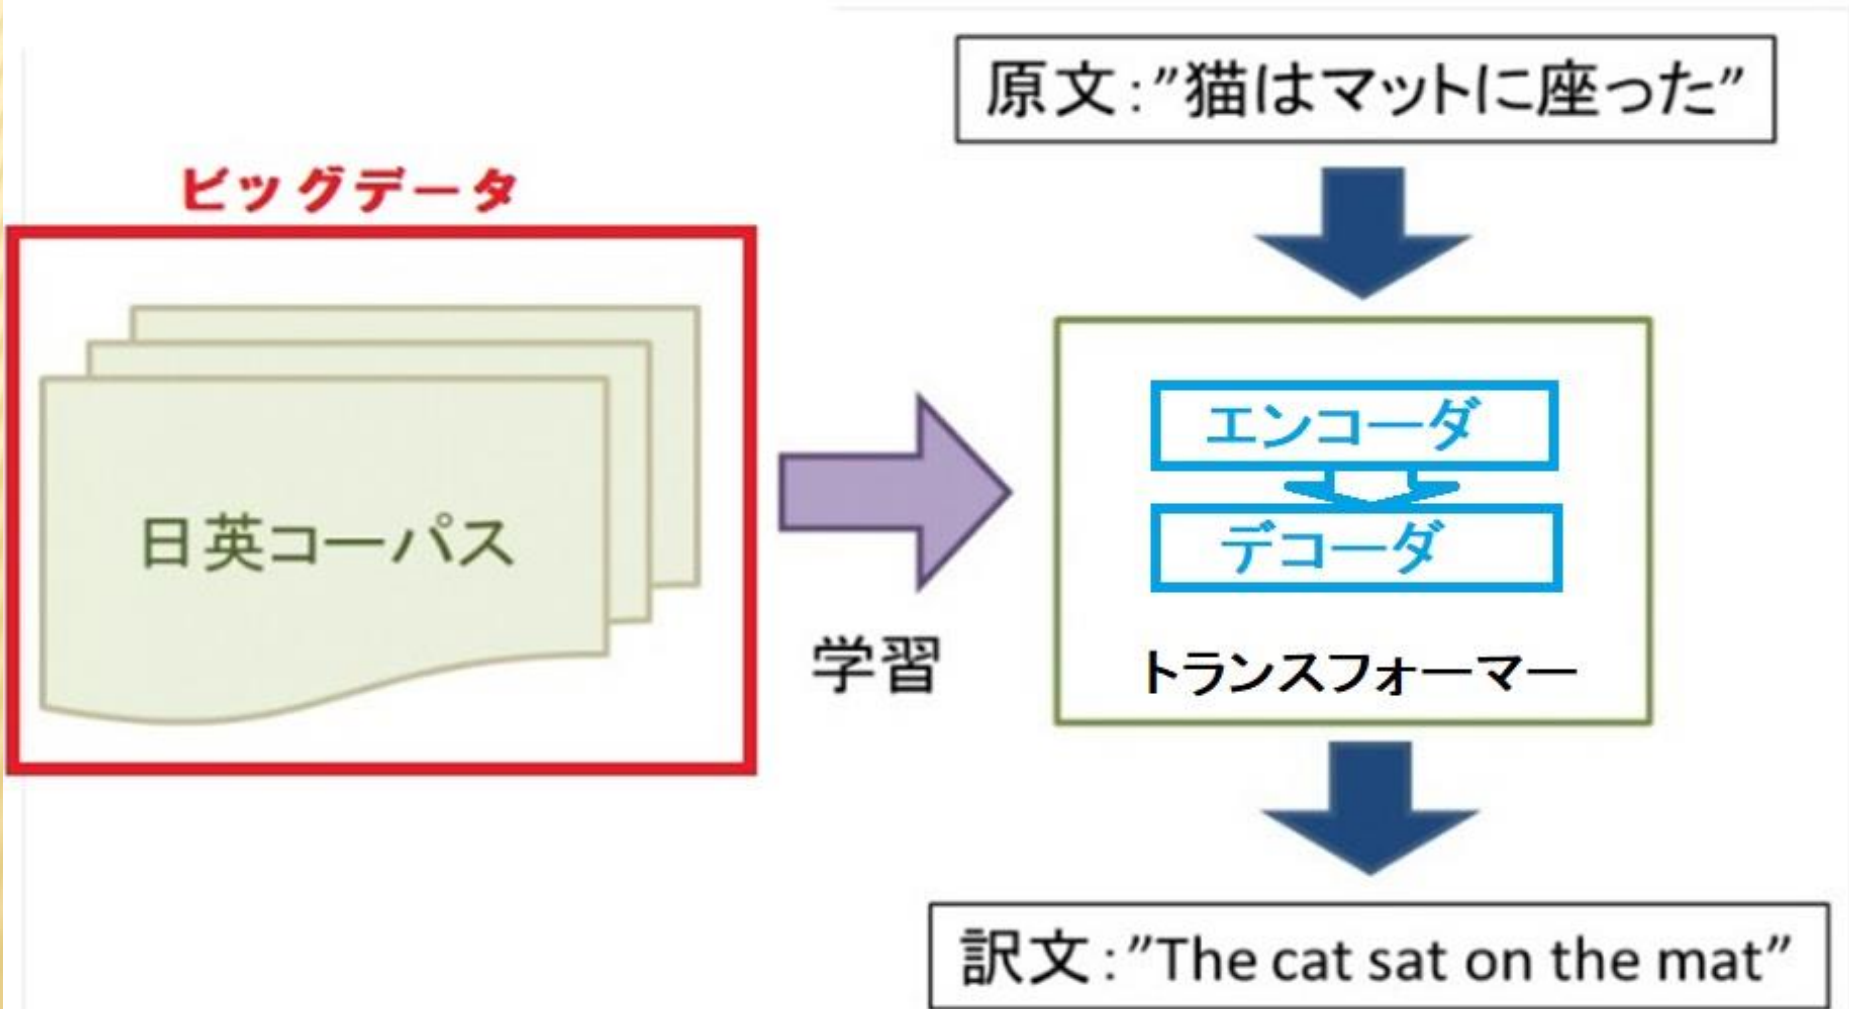 原文:”猫はマットに座った”
ビッグデータ
日英コーパス
学習
エンコーダ
デコーダ
トランスフォーマー
訳文:”The cat sat on the mat”